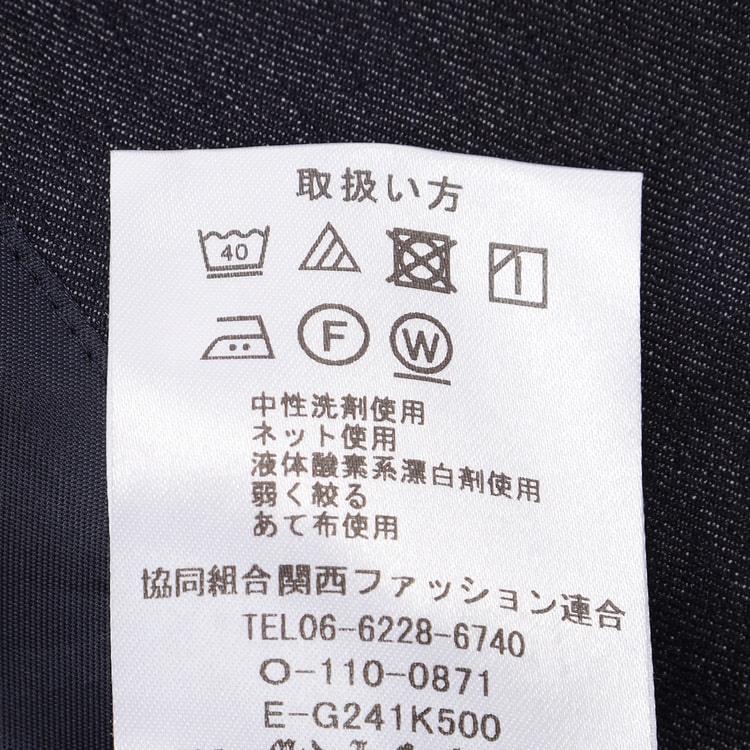 取扱い方
40
F W
中性洗剤使用
ネット使用
液体酸素系漂白剤使用
弱く絞る
あて布使用
協同組合関西ファッション連合
TEL06-6228-6740
O-110-0871
E-G241K500